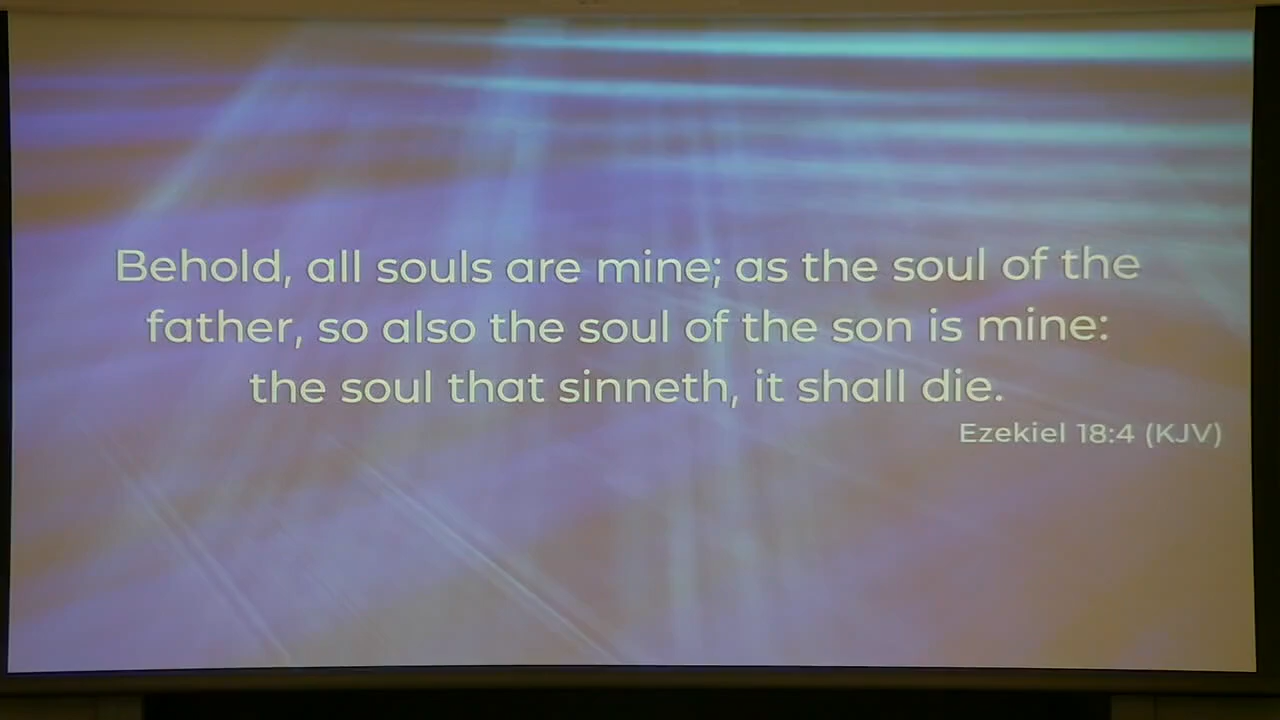 Behold, all souls are mine; as the soul of the
father, so also the soul of the son is mine:
the soul that sinneth, it shall die.
Ezekiel 18:4 (KJV)